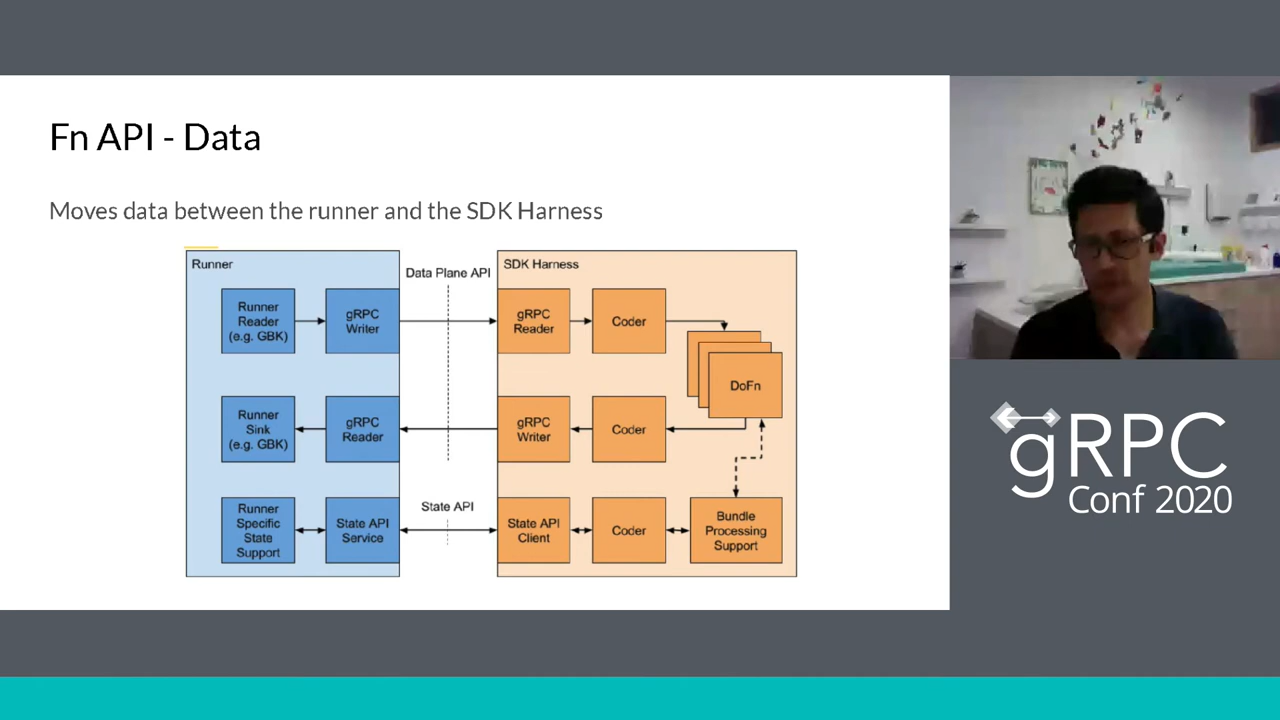 Fn API - Data
Moves data between the runner and the SDK Harness
Runner
Data Plane API
SDK Harness
Runner
Reader
(e.g. GBK)
gRPC
Writer
gRPC
Reader
Coder
DoFn
Runner
Sink
(e.g. GBK)
gRPC
Reader
gRPC
Writer
Coder
State API
Runner
Specific
State
Support
State API
Service
State API
Client
Coder
Bundle
Processing
Support
gRPC
Conf 2020